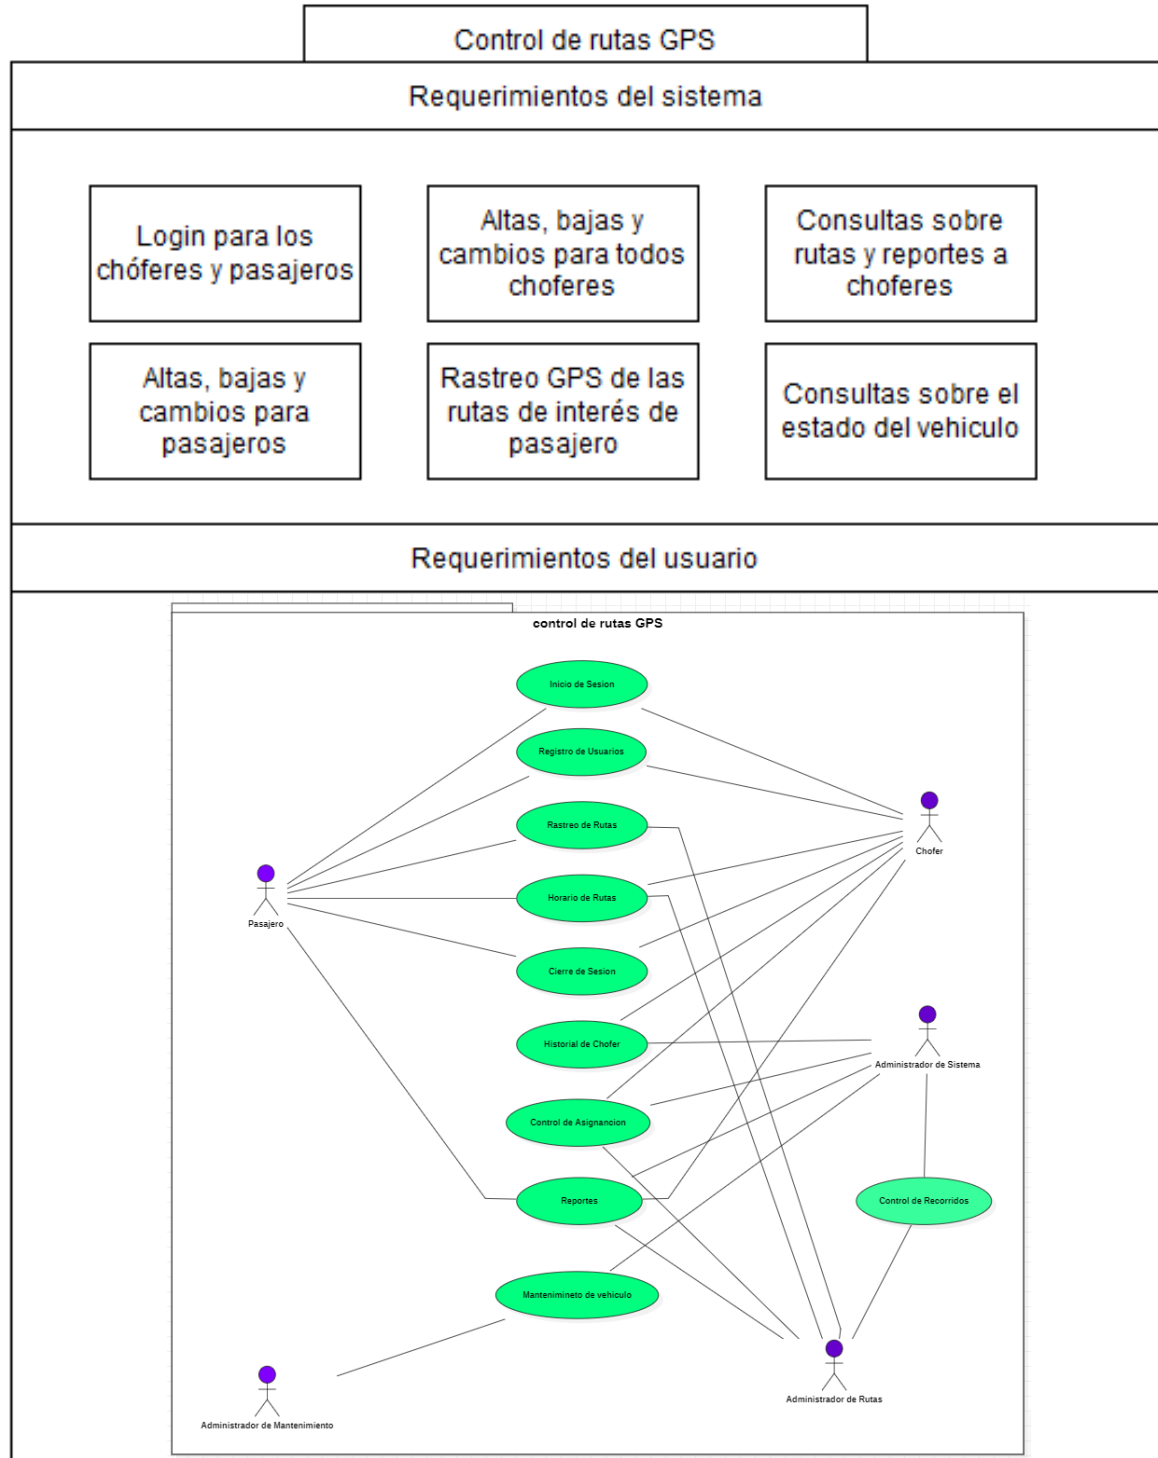 Control de rutas GPS
Requerimientos del sistema
Login para los
chóferes y pasajeros
Altas, bajas y
cambios para todos
choferes
Consultas sobre
rutas y reportes a
choferes
Altas, bajas y
cambios para
pasajeros
Rastreo GPS de las
rutas de interés de
pasajero
Consultas sobre el
estado del vehiculo
Requerimientos del usuario
control de rutas GPS
Inicio de Sesion
Registro de Usuarios
Rastreo de Rutas
Chofer
Horario de Rutas
Pasajero
Cierre de Sesion
Historial de Chofer
Administrador de Sistema
Control de Asignancion
Reportes
Control de Recorridos
Mantenimineto de vehiculo
Administrador de Rutas
Administrador de Mantenimiento